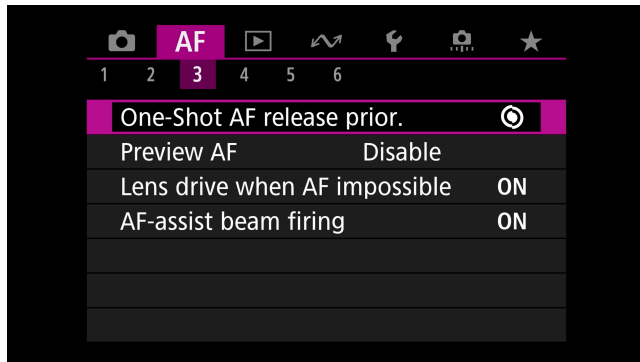 AF
1 2 3 4 5 6
One-Shot AF release prior.
Preview AF Disable
Lens drive when AF impossible ON
AF-assist beam firing ON